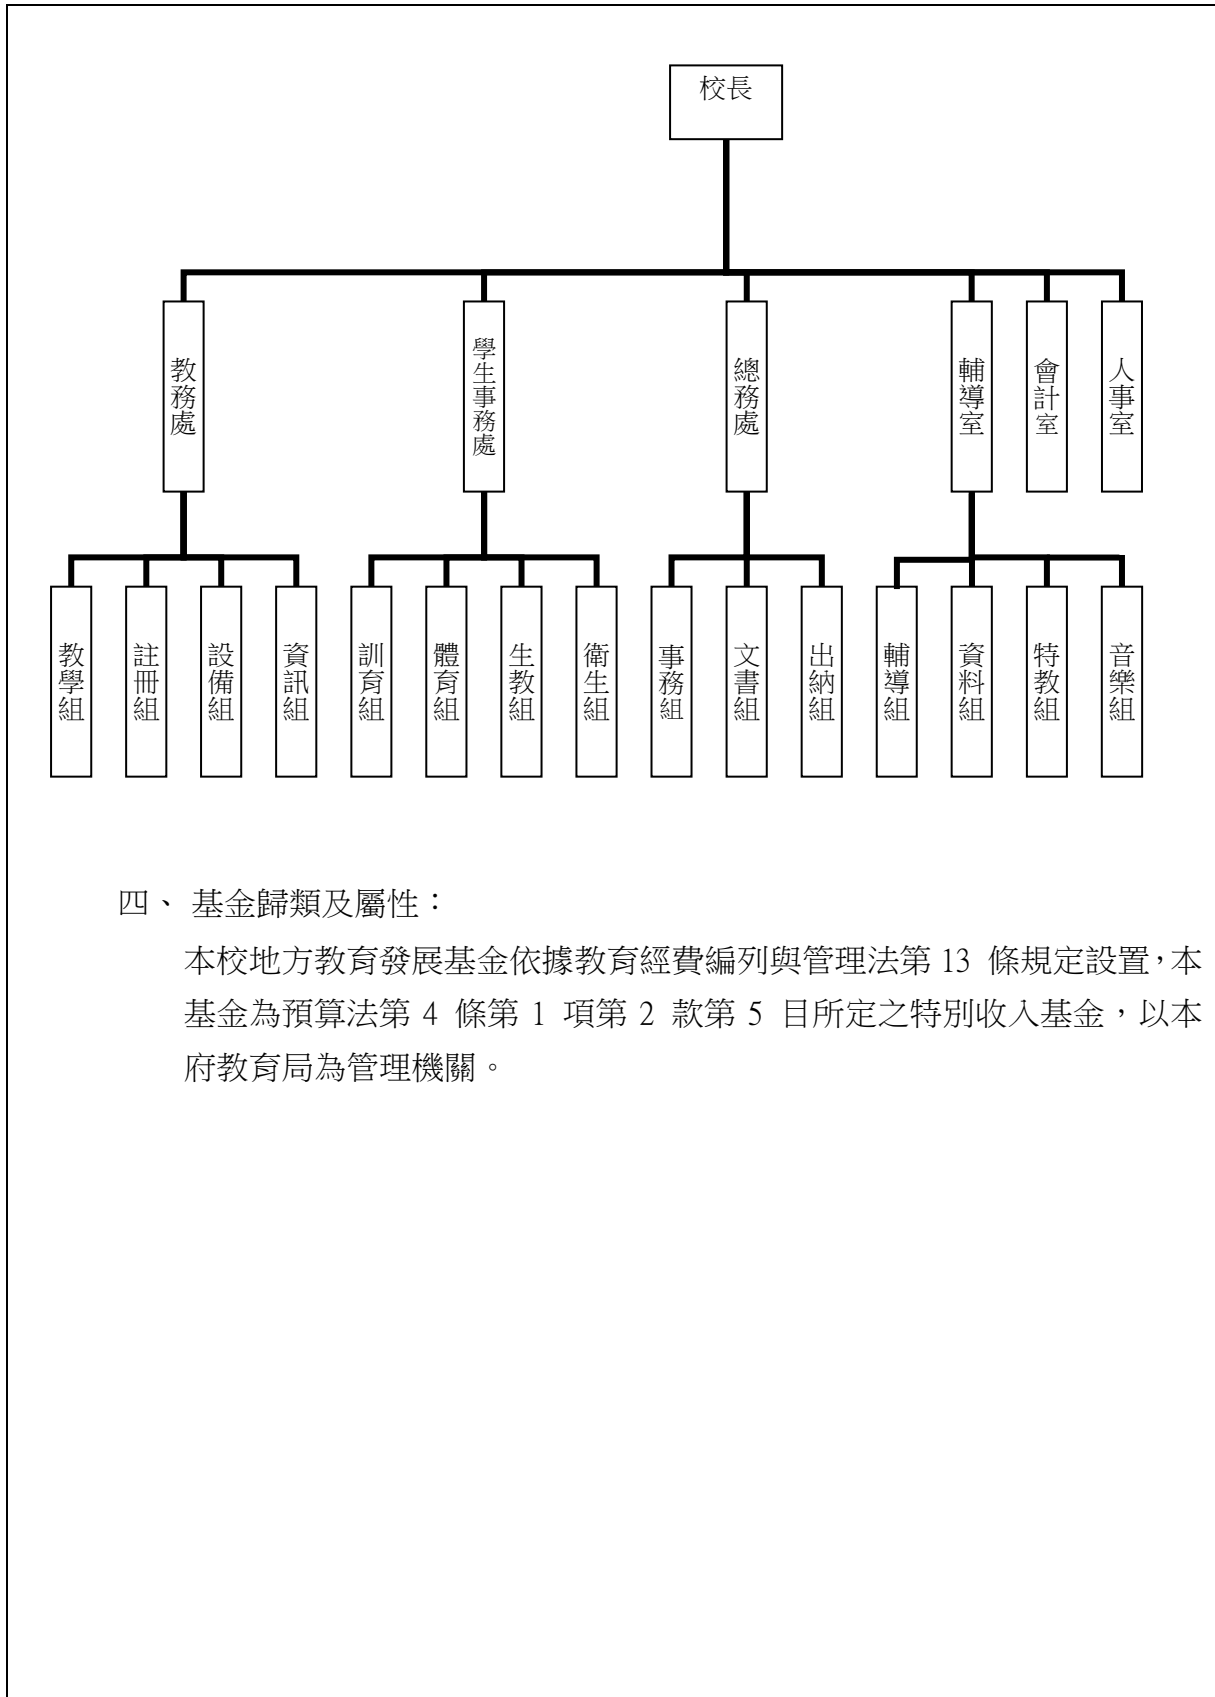 校長
教務處
學生事務處
總務處
輔導室
會計室
人事室
教學組
註冊組
設備組
資訊組
訓育組
體育組
生教組
衛生組
事務組
文書組
出納組
輔導組
資料組
特教組
音樂組
四、 基金歸類及屬性：
本校地方教育發展基金依據教育經費編列與管理法第 13 條規定設置，本
基金為預算法第 4 條第 1 項第 2 款第 5 目所定之特別收入基金，以本
府教育局為管理機關。